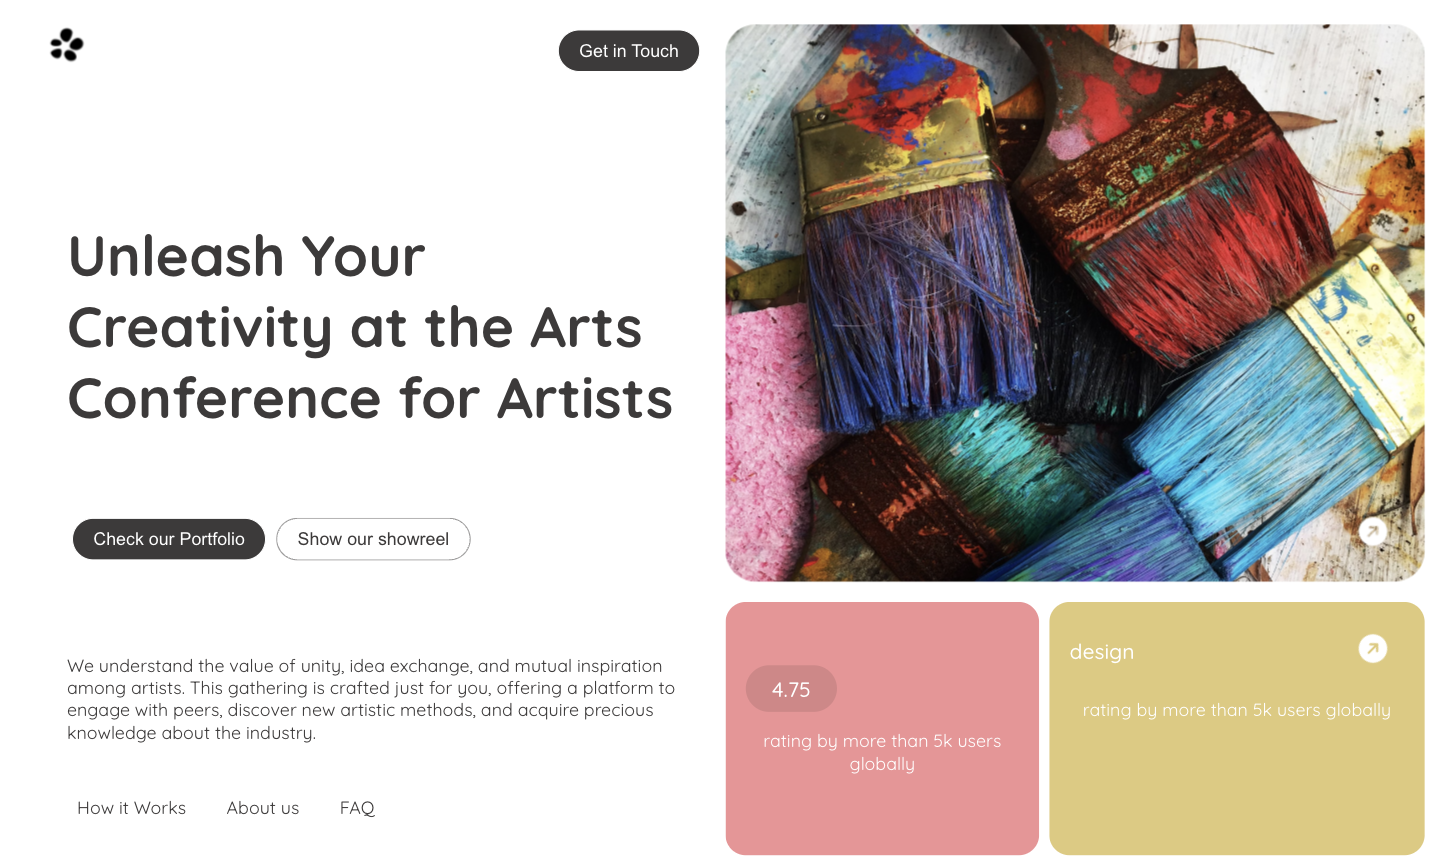 Get in Touch
Unleash Your
Creativity at the Arts
Conference for Artists
Check our Portfolio
Show our showreel
We understand the value of unity, idea exchange, and mutual inspiration
among artists. This gathering is crafted just for you, offering a platform to
engage with peers, discover new artistic methods, and acquire precious
knowledge about the industry.
How it Works
About us
FAQ
4.75
rating by more than 5k users
globally
design
rating by more than 5k users globally